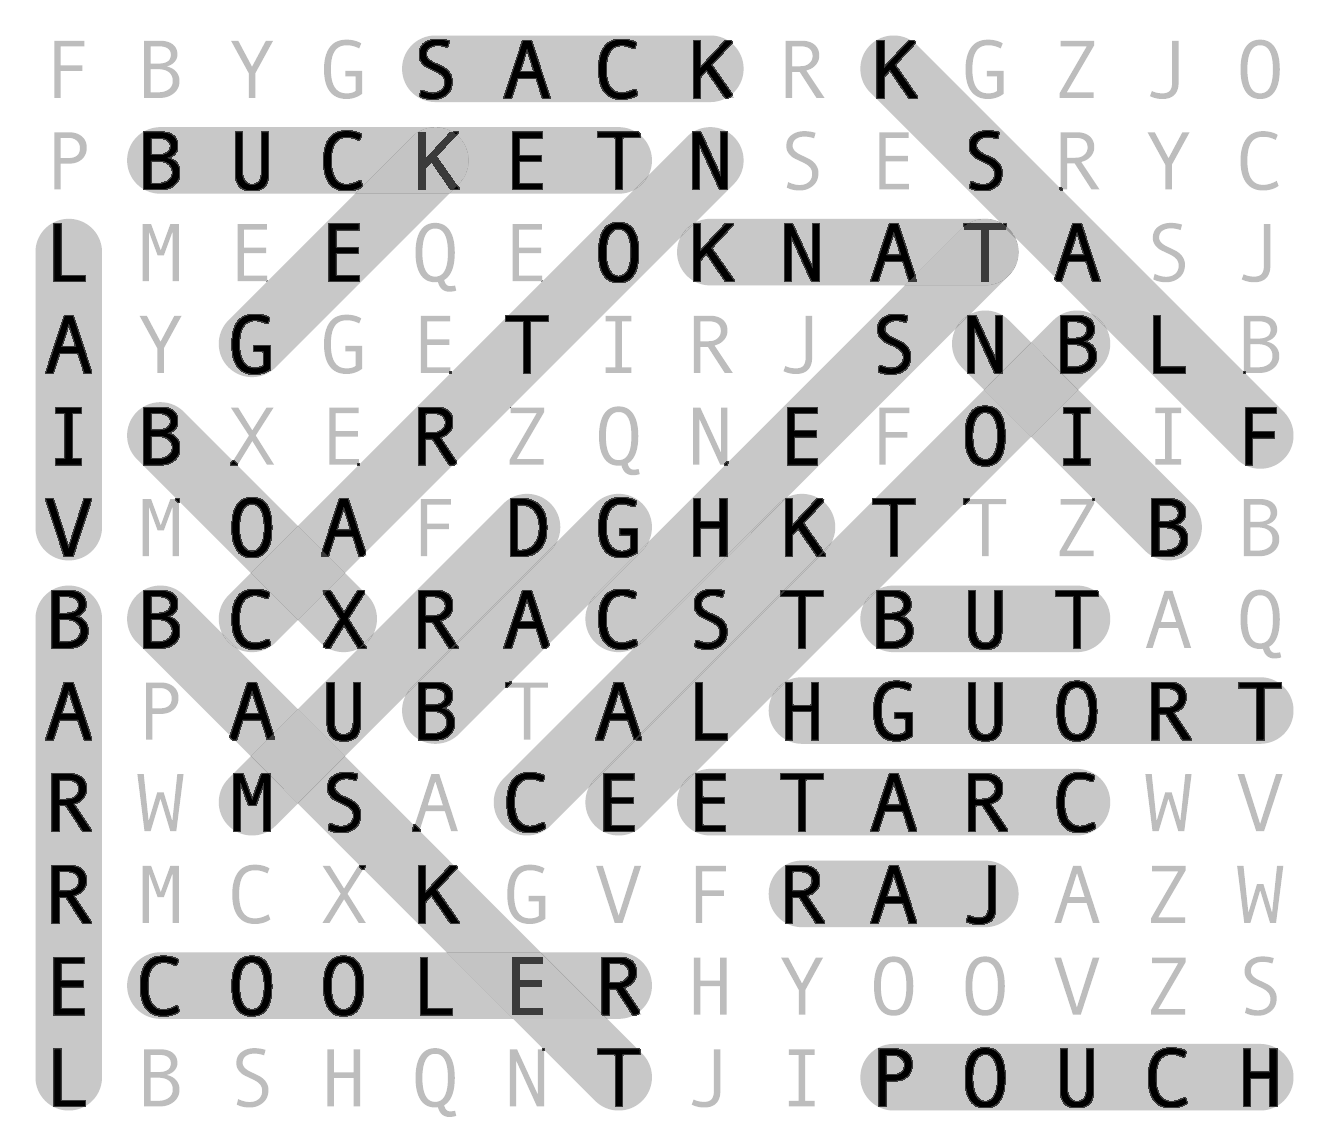 F B Y G S A C K R K G Z J O
P B U C K E T N S E S R Y C
L M E E Q E O K N A T A S J
A Y G G E T I R J S N B L B
I B X E R Z Q N E F O I I F
V M O A F D G H K T T Z B B
B B C X R A C S T B U T A Q
A P A U B T A L H G U O R T
R W M S A C E E T A R C W V
R M C X K G V F R A J A Z W
E C O O L E R H Y O O V Z S
L B S H Q N T J I P O U C H